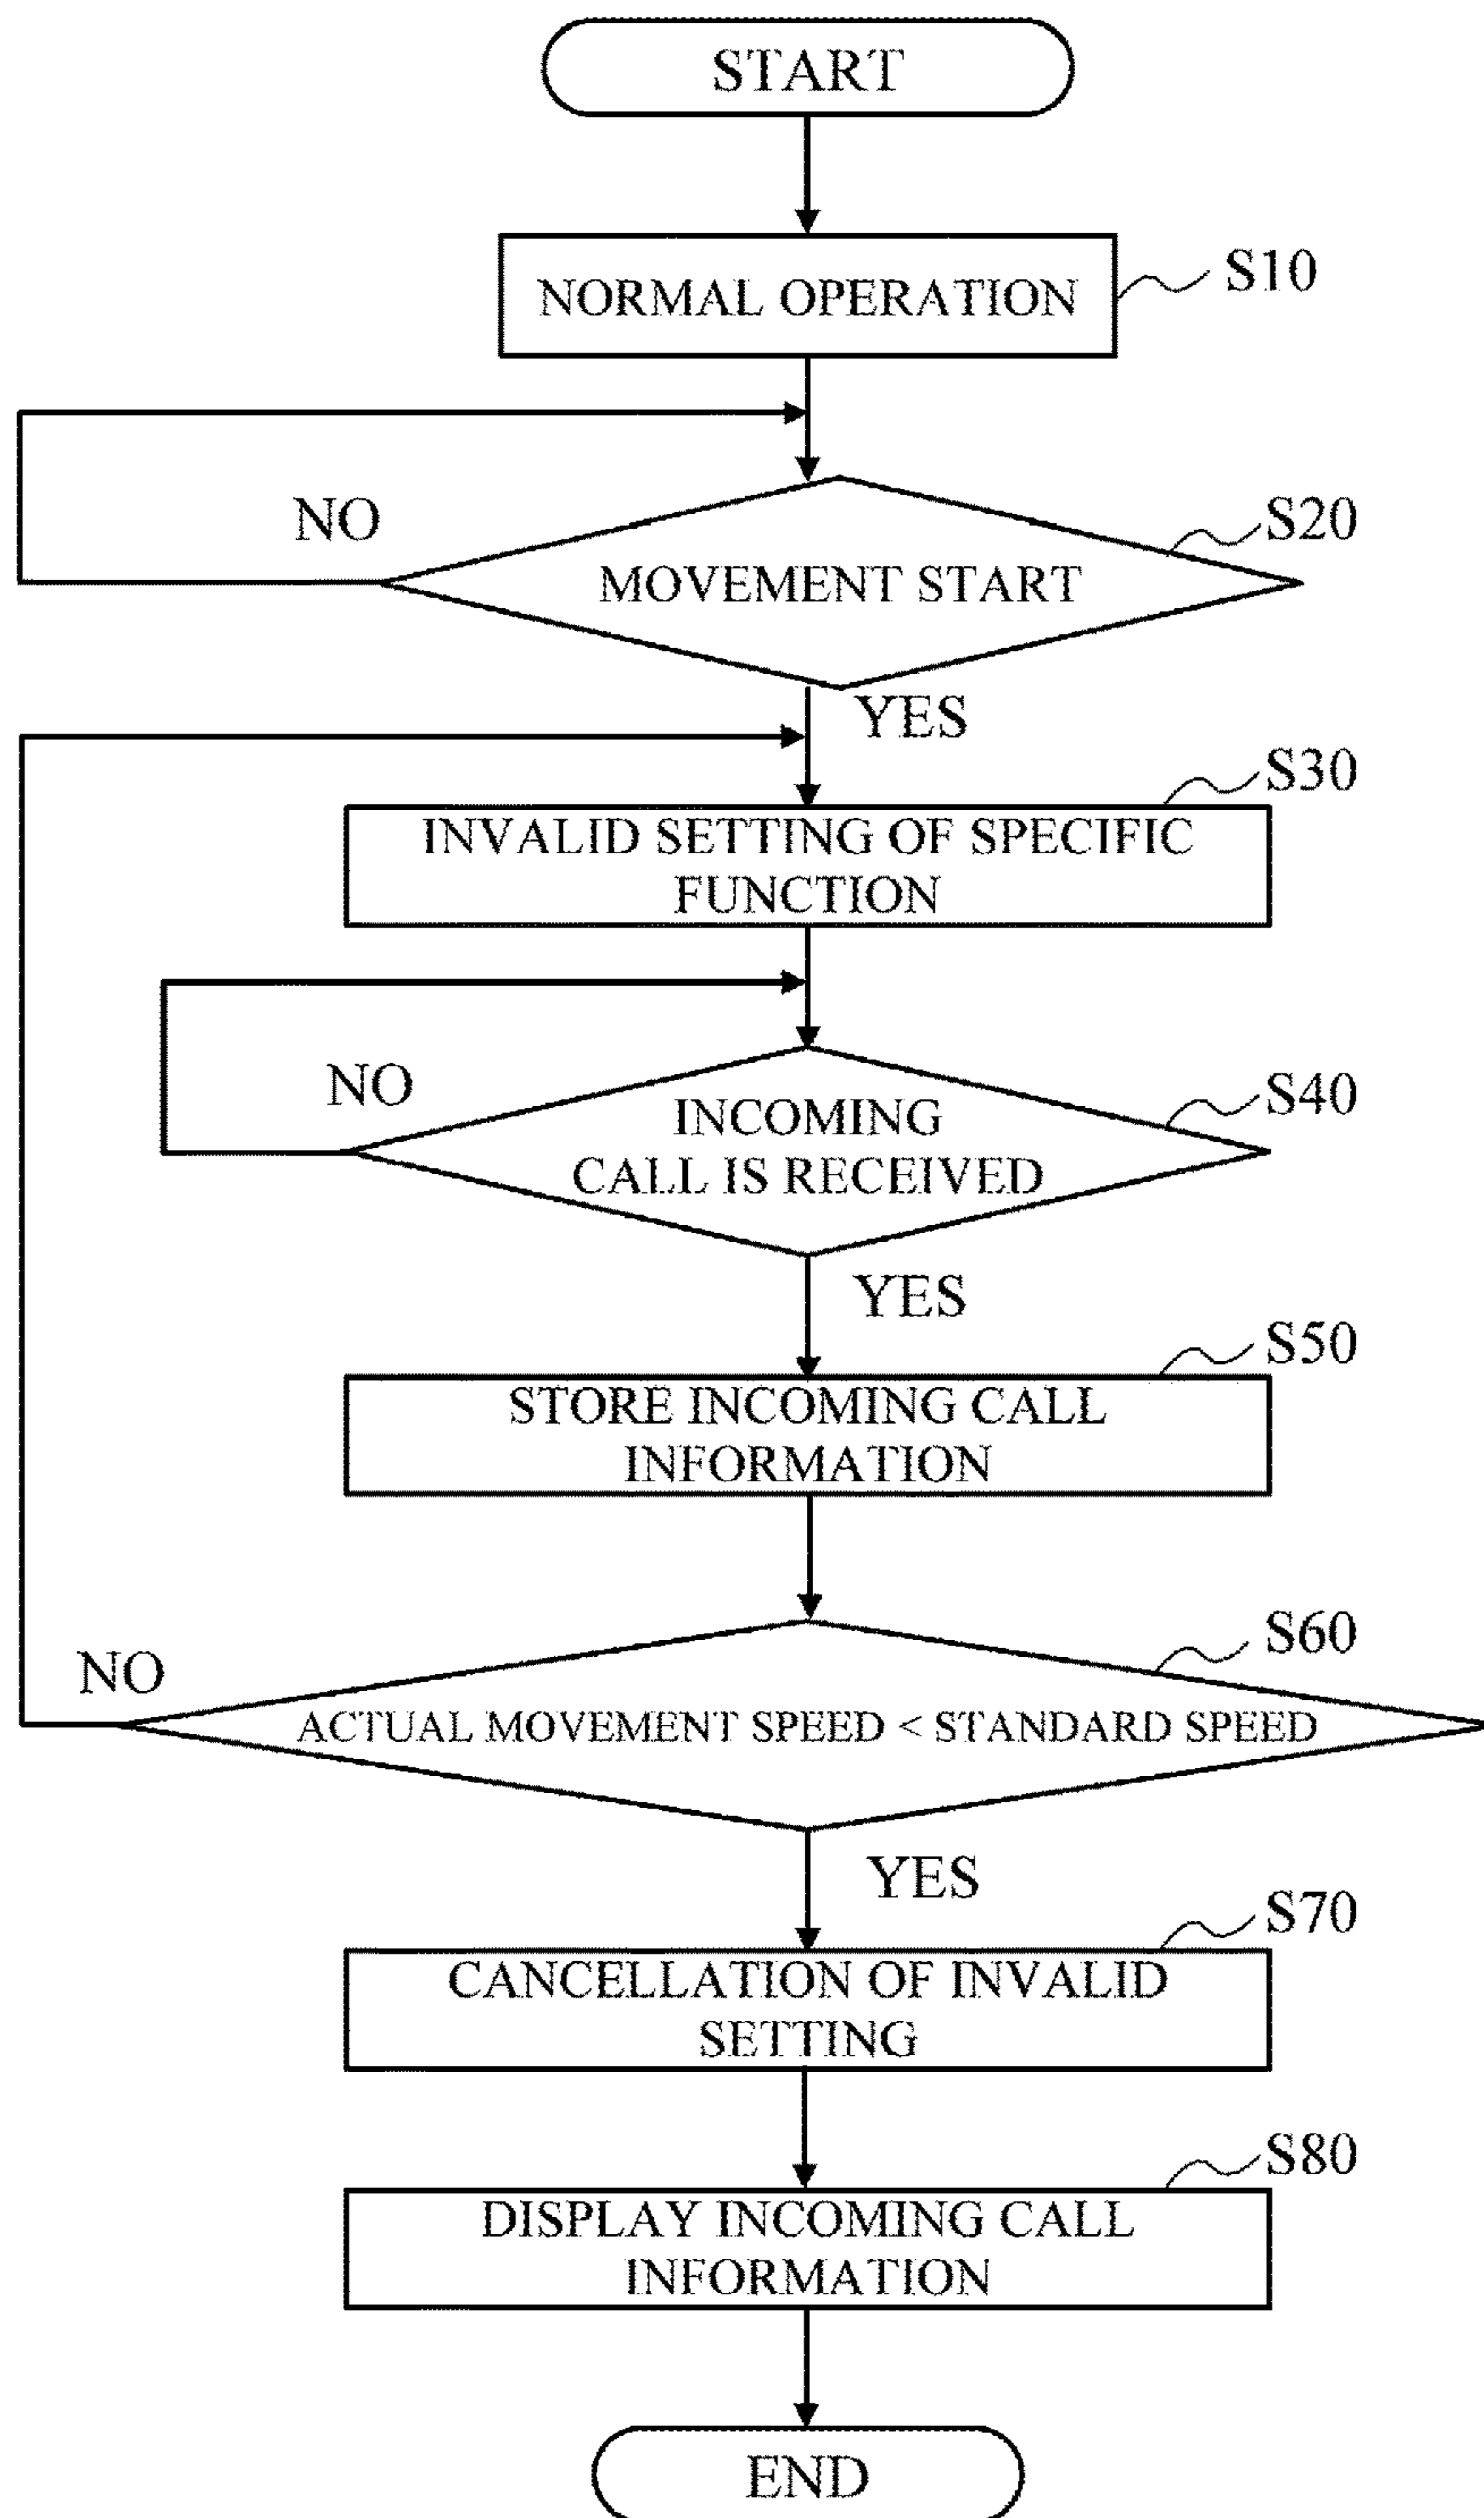 START
NORMAL OPERATION
S10
NO
S20
MOVEMENT START
YES
S30
INVALID SETTING OF SPECIFIC
FUNCTION
NO
S40
INCOMING
CALL IS RECEIVED
YES
S50
STORE INCOMING CALL
INFORMATION
S60
NO
ACTUAL MOVEMENT SPEED < STANDARD SPEED
YES
S70
CANCELLATION OF INVALID
SETTING
S80
DISPLAY INCOMING CALL
INFORMATION
END